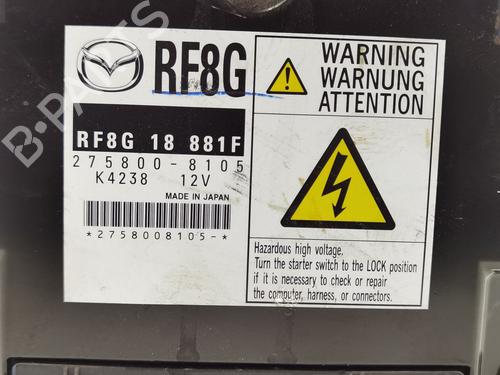 RF8G
RF8G 18 881F
275800-8105
K4238 12V
MADE IN JAPAN
*2758008105-*
WARNING
WARNUNG
ATTENTION
Hazardous high voltage.
Turn the starter switch to the LOCK position
if it is necessary to check or repair
the computer, harness, or connectors.
B-PARTS